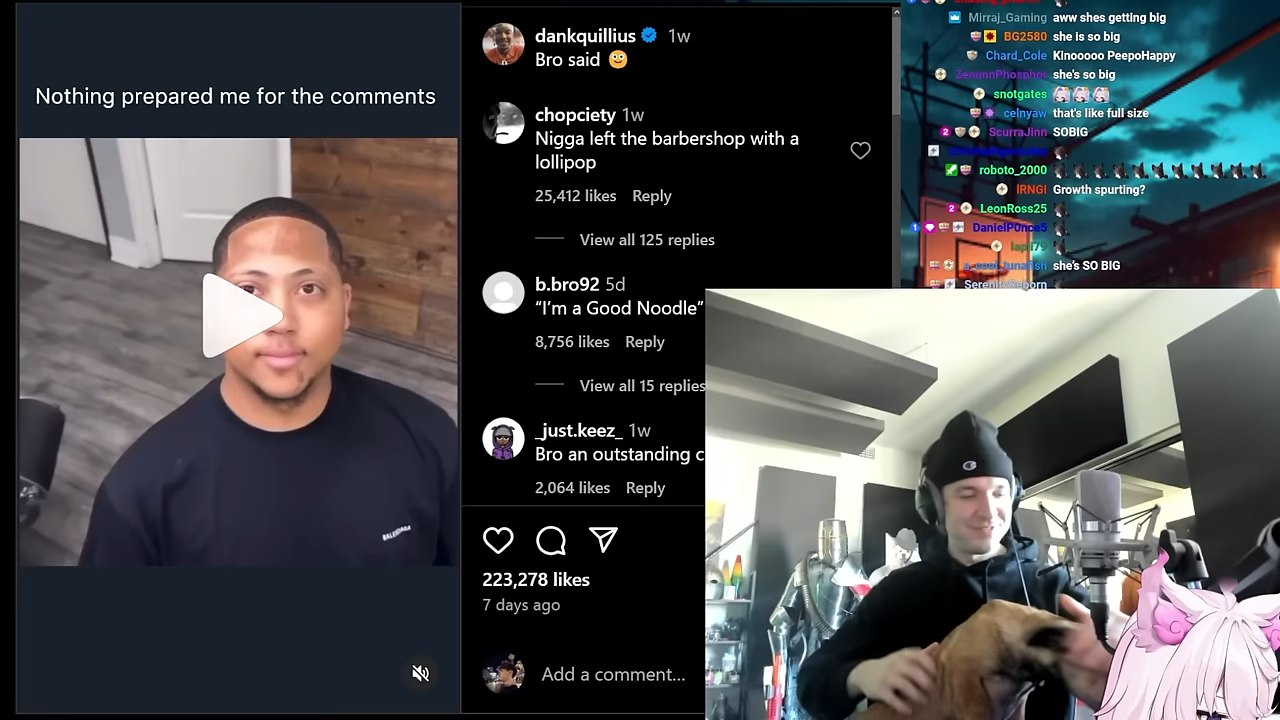 Nothing prepared me for the comments
BALENCIAGA
dankquillius 1w
Bro said
chopciety 1w
Nigga left the barbershop with a
lollipop
25,412 likes Reply
View all 125 replies
b.bro92 5d
“I’m a Good Noodle”
8,756 likes Reply
View all 15 replies
_just.keez_ 1w
Bro an outstanding c
2,064 likes Reply
223,278 likes
7 days ago
Add a comment...
Mirraj_Gaming aww shes getting big
BG2580 she is so big
Chard_Cole Kinooooo PeepoHappy
ZenonnPhosphor she's so big
snotgates
celnyaw that's like full size
ScurraJinn SOBIG
roboto_2000
IRNGI Growth spurting?
LeonRoss25
DanielP0nce5
she's SO BIG
SerenityReborn